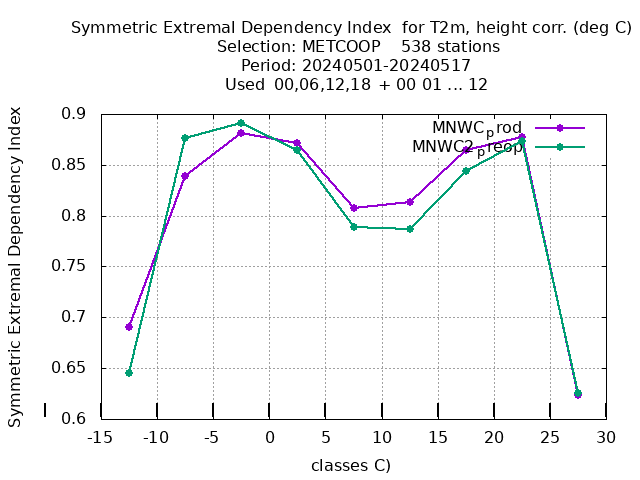 Symmetric Extremal Dependency Index  for T2m, height corr. (deg C)
Selection: METCOOP    538 stations
Period: 20240501-20240517
Used  00,06,12,18  + 00 01 ... 12
MNWC_prod
MNWC2_preop
Symmetric Extremal Dependency Index
0.9
0.85
0.8
0.75
0.7
0.65
0.6
-15 -10 -5 0 5 10 15 20 25 30
classes C)